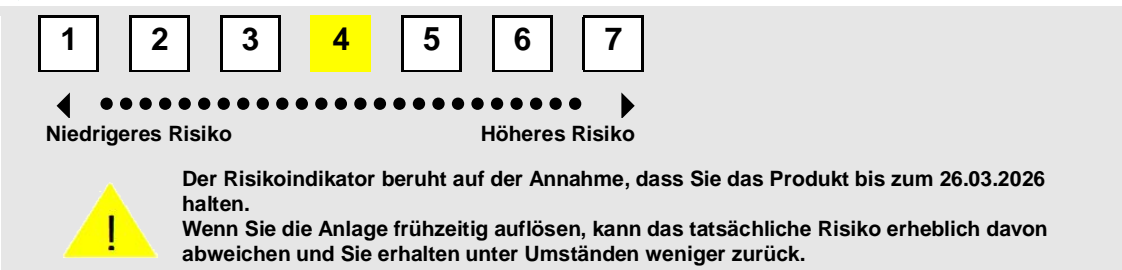 1 2 3 4 5 6 7
Niedrigeres Risiko Höheres Risiko
Der Risikoindikator beruht auf der Annahme, dass Sie das Produkt bis zum 26.03.2026
halten.
Wenn Sie die Anlage frühzeitig auflösen, kann das tatsächliche Risiko erheblich davon
! abweichen und Sie erhalten unter Umständen weniger zurück.